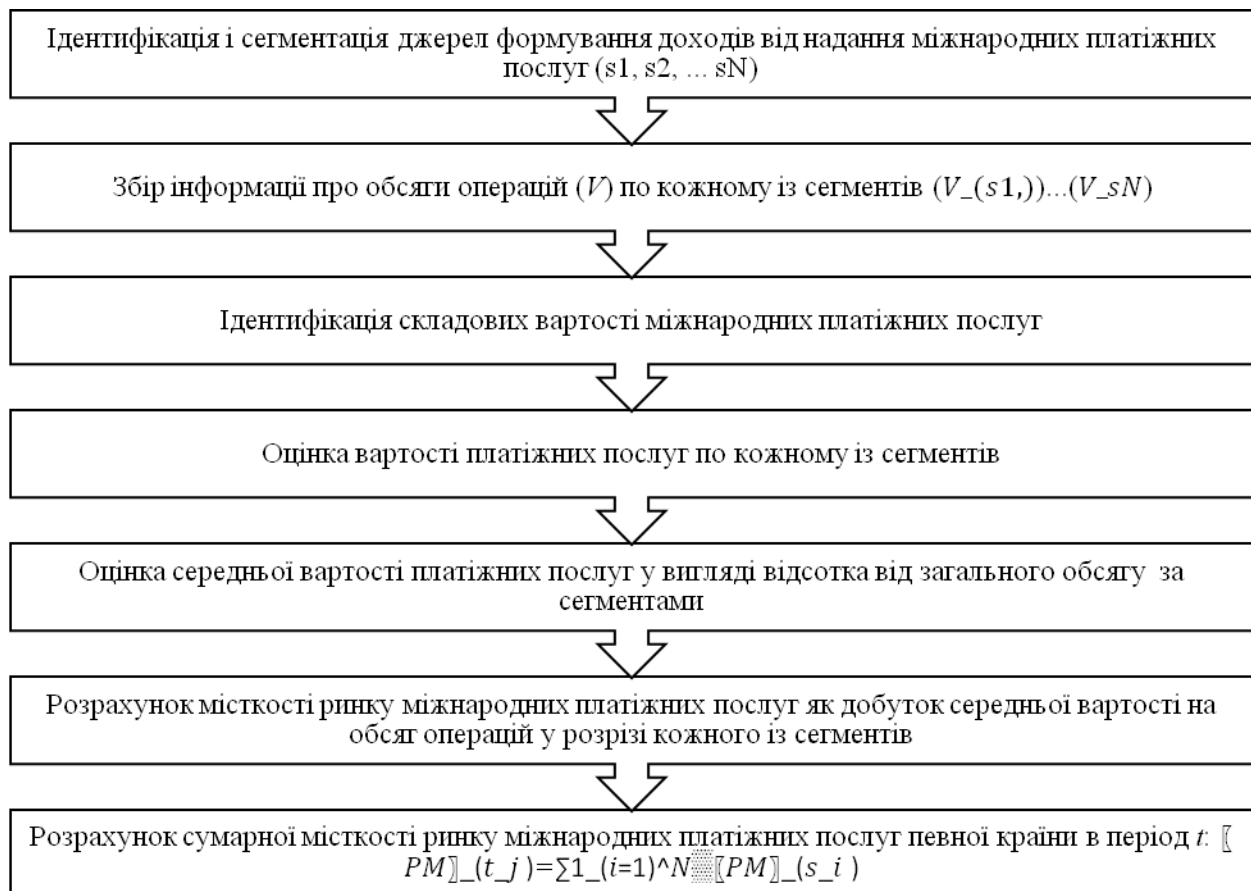 Ідентифікація і сегментація джерел формування доходів від надання міжнародних платіжних
послуг (s1, s2, ... sN)
Збір інформації про обсяги операцій (V) по кожному із сегментів (V_(s1,))...(V_sN)
Ідентифікація складових вартості міжнародних платіжних послуг
Оцінка вартості платіжних послуг по кожному із сегментів
Оцінка середньої вартості платіжних послуг у вигляді відсотка від загального обсягу за
сегментами
Розрахунок місткості ринку міжнародних платіжних послуг як добуток середньої вартості на
обсяг операцій у розрізі кожного із сегментів
Розрахунок сумарної місткості ринку міжнародних платіжних послуг певної країни в період t: 〖
PM〗_(t_j)=∑1_(i=1)^N▒〖PM〗_(s_i )